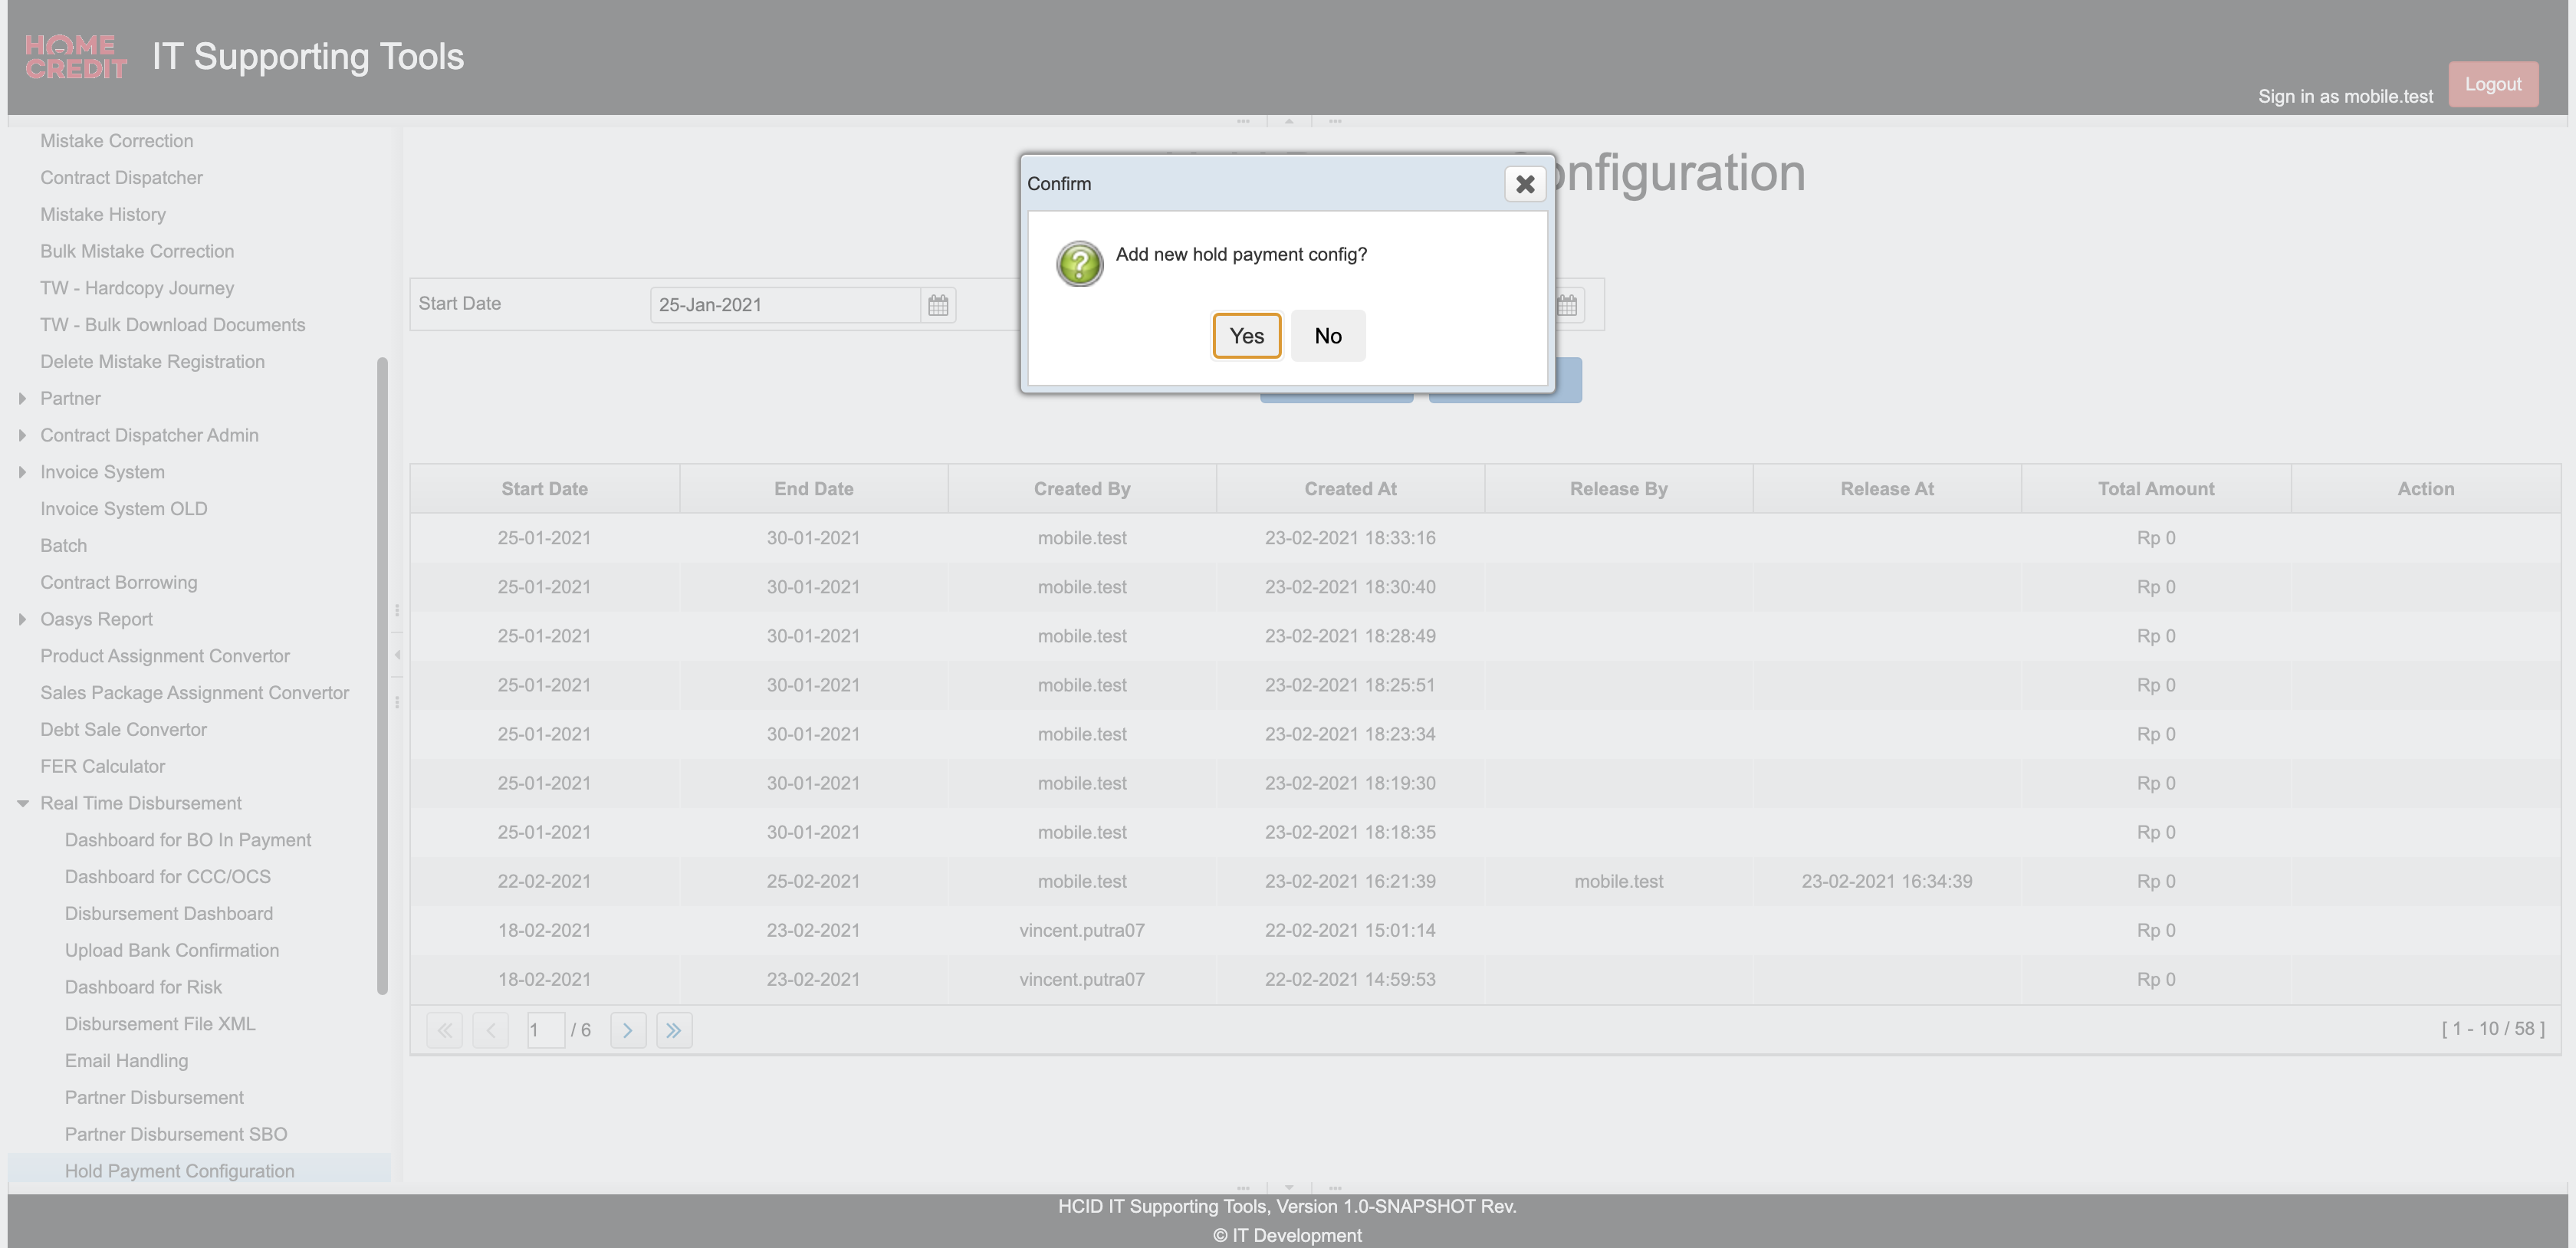 HOME CREDIT
IT Supporting Tools
Sign in as mobile.test
Logout
Mistake Correction
Contract Dispatcher
Mistake History
Bulk Mistake Correction
TW - Hardcopy Journey
TW - Bulk Download Documents
Delete Mistake Registration
Partner
Contract Dispatcher Admin
Invoice System
Invoice System OLD
Batch
Contract Borrowing
Oasys Report
Product Assignment Convertor
Sales Package Assignment Convertor
Debt Sale Convertor
FER Calculator
Real Time Disbursement
Dashboard for BO In Payment
Dashboard for CCC/OCS
Disbursement Dashboard
Upload Bank Confirmation
Dashboard for Risk
Disbursement File XML
Email Handling
Partner Disbursement
Partner Disbursement SBO
Hold Payment Configuration
onfiguration
Confirm
Add new hold payment config?
Yes No
Start Date 25-Jan-2021
Start Date End Date Created By Created At Release By Release At Total Amount Action
25-01-2021 30-01-2021 mobile.test 23-02-2021 18:33:16 Rp 0
25-01-2021 30-01-2021 mobile.test 23-02-2021 18:30:40 Rp 0
25-01-2021 30-01-2021 mobile.test 23-02-2021 18:28:49 Rp 0
25-01-2021 30-01-2021 mobile.test 23-02-2021 18:25:51 Rp 0
25-01-2021 30-01-2021 mobile.test 23-02-2021 18:23:34 Rp 0
25-01-2021 30-01-2021 mobile.test 23-02-2021 18:19:30 Rp 0
25-01-2021 30-01-2021 mobile.test 23-02-2021 18:18:35 Rp 0
22-02-2021 25-02-2021 mobile.test 23-02-2021 16:21:39 mobile.test 23-02-2021 16:34:39 Rp 0
18-02-2021 23-02-2021 vincent.putra07 22-02-2021 15:01:14 Rp 0
18-02-2021 23-02-2021 vincent.putra07 22-02-2021 14:59:53 Rp 0
1 / 6
[ 1 - 10 / 58 ]
HCID IT Supporting Tools, Version 1.0-SNAPSHOT Rev.
© IT Development